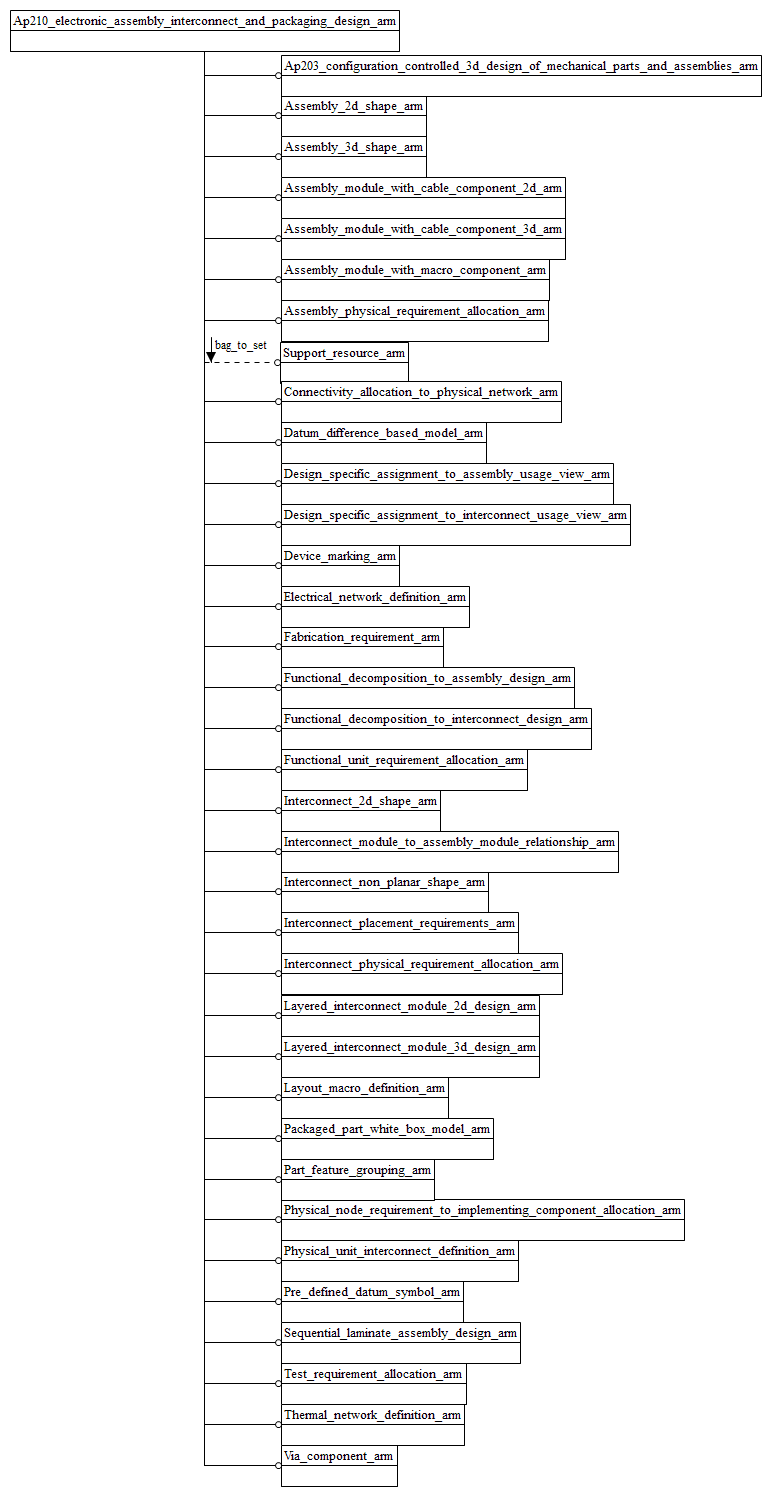 Ap210_electronic_assembly_interconnect_and_packaging_design_arm
Ap203_configuration_controlled_3d_design_of_mechanical_parts_and_assemblies_arm
Assembly_2d_shape_arm
Assembly_3d_shape_arm
Assembly_module_with_cable_component_2d_arm
Assembly_module_with_cable_component_3d_arm
Assembly_module_with_macro_component_arm
Assembly_physical_requirement_allocation_arm
bag_to_set
Support_resource_arm
Connectivity_allocation_to_physical_network_arm
Datum_difference_based_model_arm
Design_specific_assignment_to_assembly_usage_view_arm
Design_specific_assignment_to_interconnect_usage_view_arm
Device_marking_arm
Electrical_network_definition_arm
Fabrication_requirement_arm
Functional_decomposition_to_assembly_design_arm
Functional_decomposition_to_interconnect_design_arm
Functional_unit_requirement_allocation_arm
Interconnect_2d_shape_arm
Interconnect_module_to_assembly_module_relationship_arm
Interconnect_non_planar_shape_arm
Interconnect_placement_requirements_arm
Interconnect_physical_requirement_allocation_arm
Layered_interconnect_module_2d_design_arm
Layered_interconnect_module_3d_design_arm
Layout_macro_definition_arm
Packaged_part_white_box_model_arm
Part_feature_grouping_arm
Physical_node_requirement_to_implementing_component_allocation_arm
Physical_unit_interconnect_definition_arm
Pre_defined_datum_symbol_arm
Sequential_laminate_assembly_design_arm
Test_requirement_allocation_arm
Thermal_network_definition_arm
Via_component_arm